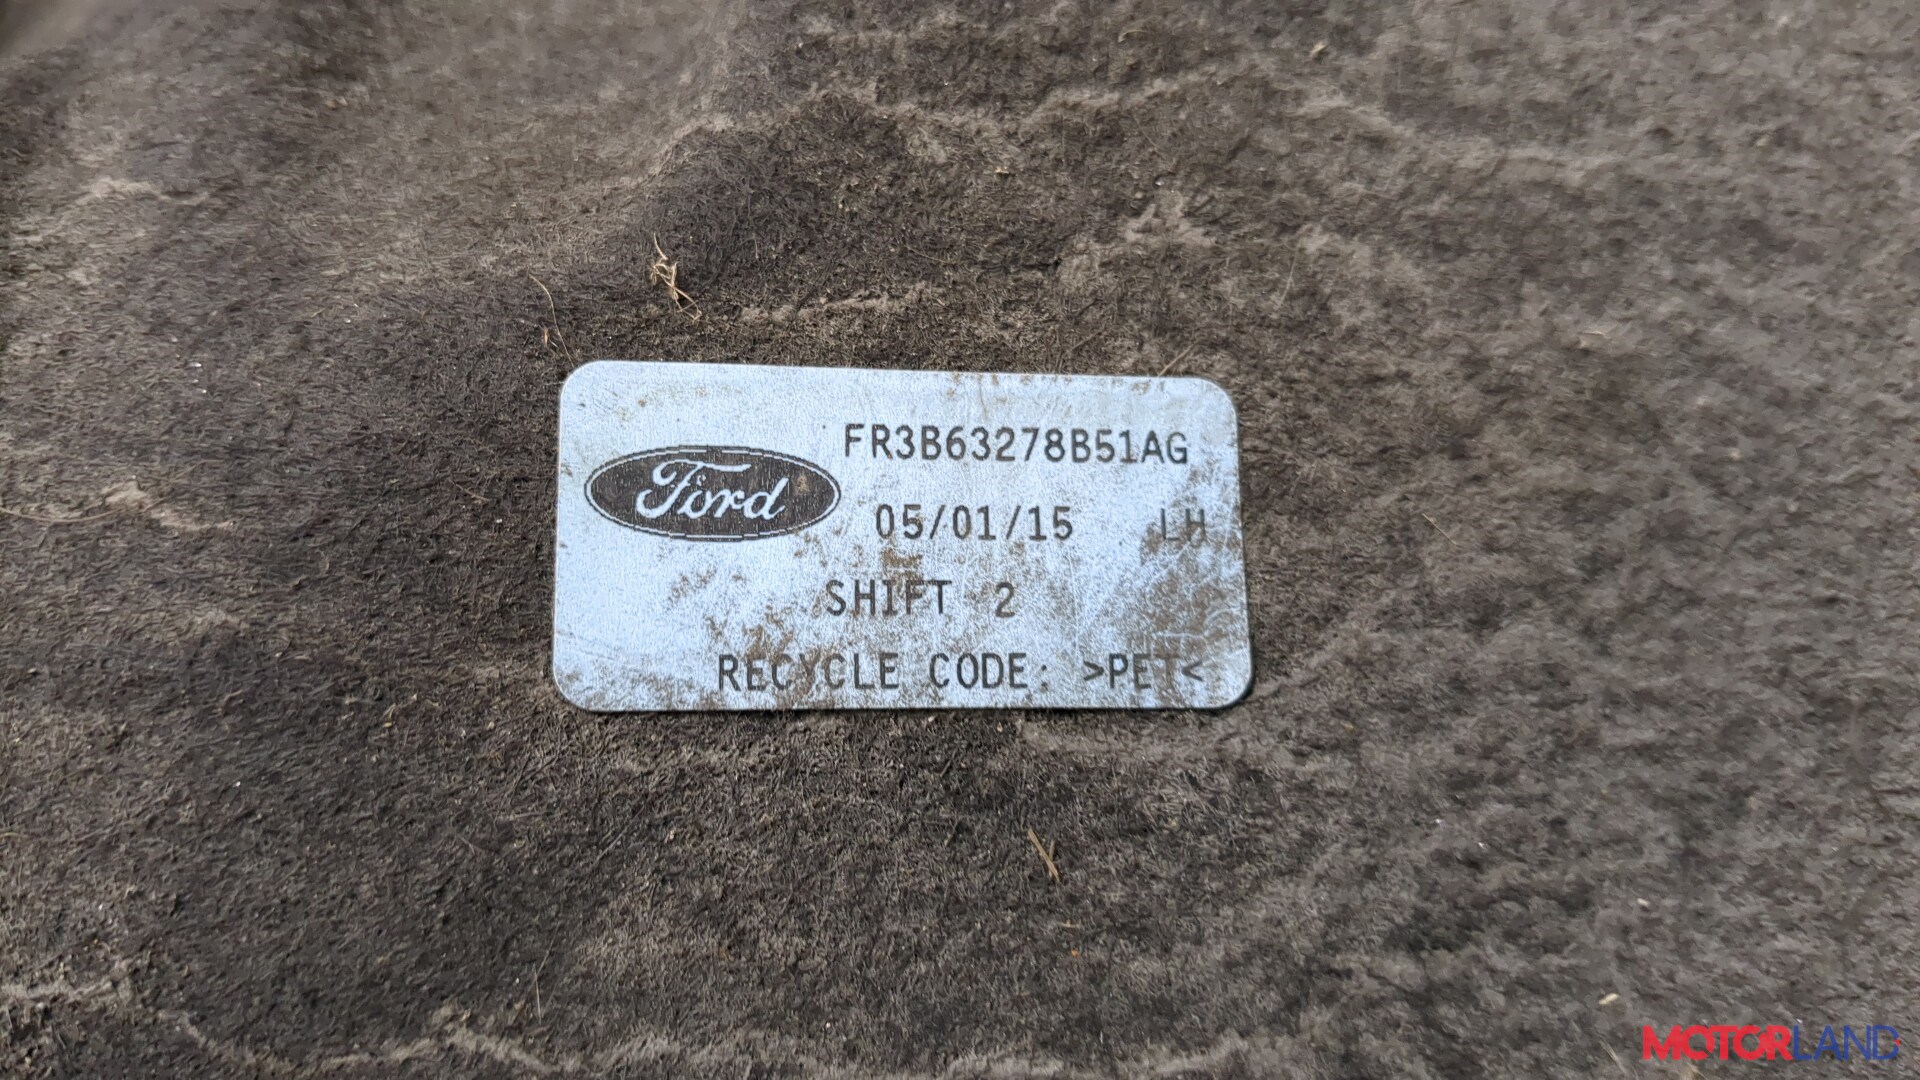 Ford
FR3B63278B51AG
05/01/15 LH
SHIFT 2
RECYCLE CODE: >PET<
MOTORLAND